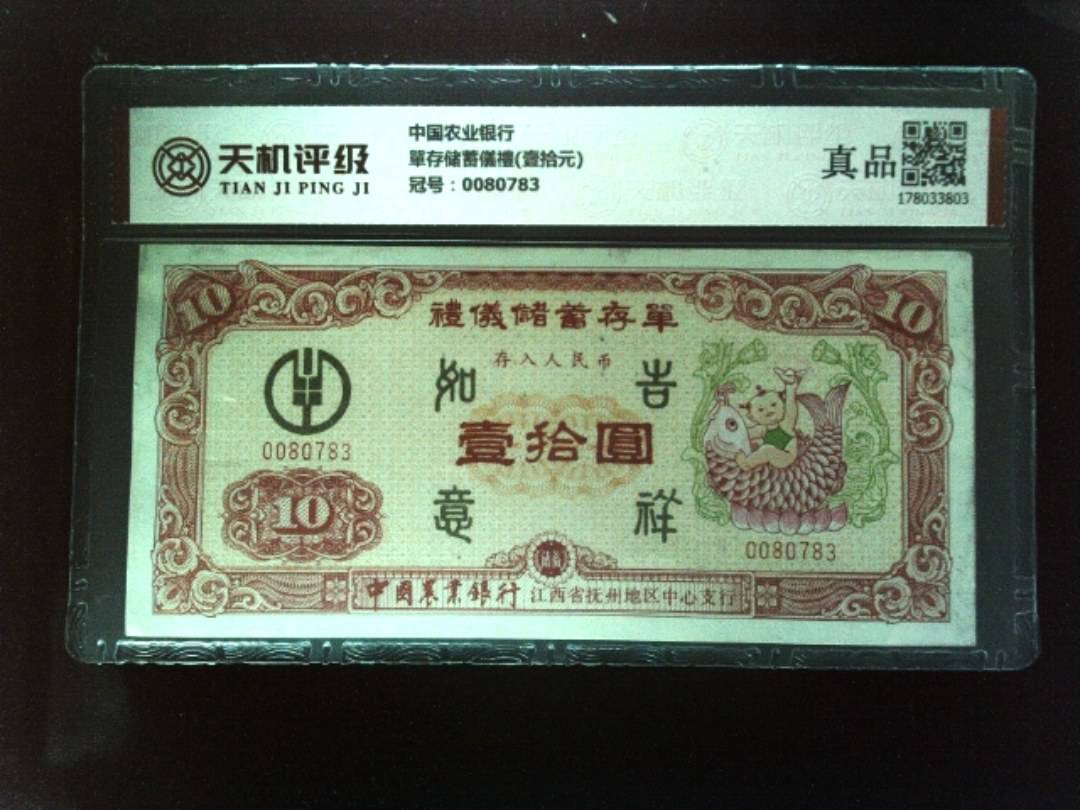 天机评级
TIAN JI PING JI
中国农业银行
單存储蓄儀禮(壹拾元)
冠号：0080783
真品
178033803
10
10
禮儀儲蓄存單
存入人民币
如
吉
0080783
壹拾圓
10
意
祥
0080783
中国農業銀行 江西省抚州地区中心支行